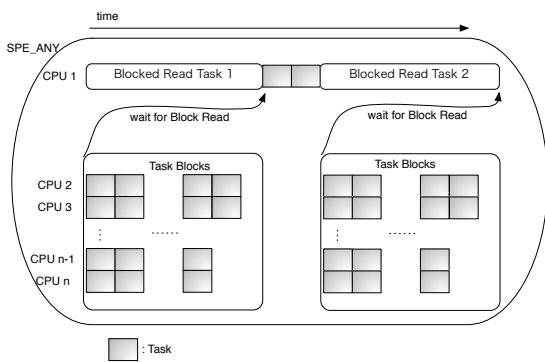 time
SPE_ANY
CPU 1
Blocked Read Task 1
Blocked Read Task 2
wait for Block Read
wait for Block Read
Task Blocks
Task Blocks
CPU 2
CPU 3
CPU n-1
CPU n
: Task